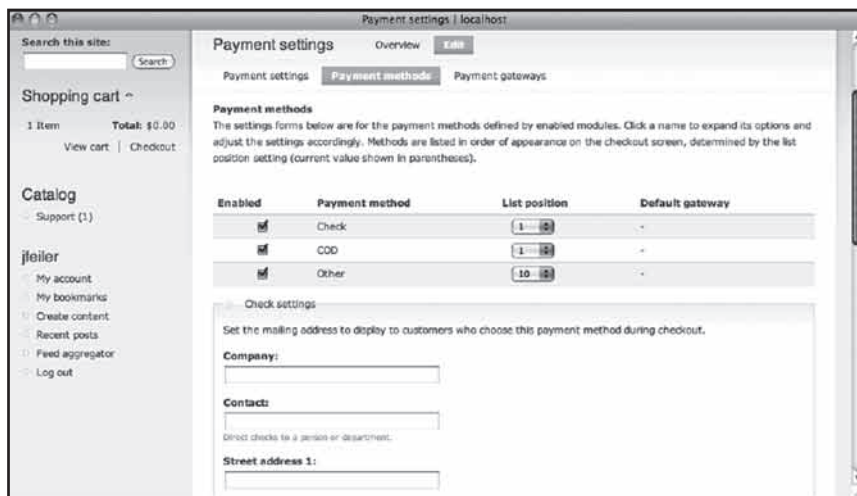 Payment settings | localhost
Search this site:
Search
Shopping cart
1 Item Total: $0.00
View cart | Checkout
Catalog
Support (1)
jfeiler
My account
My bookmarks
Create content
Recent posts
Feed aggregator
Log out
Payment settings Overview Edit
Payment settings Payment methods Payment gateways
Payment methods
The settings forms below are for the payment methods defined by enabled modules. Click a name to expand its options and
adjust the settings accordingly. Methods are listed in order of appearance on the checkout screen, determined by the list
position setting (current value shown in parentheses).
Enabled Payment method List position Default gateway
Check 1 -
COD 1 -
Other 10 -
Check settings
Set the mailing address to display to customers who choose this payment method during checkout.
Company:
Contact:
Direct checks to a person or department.
Street address 1: